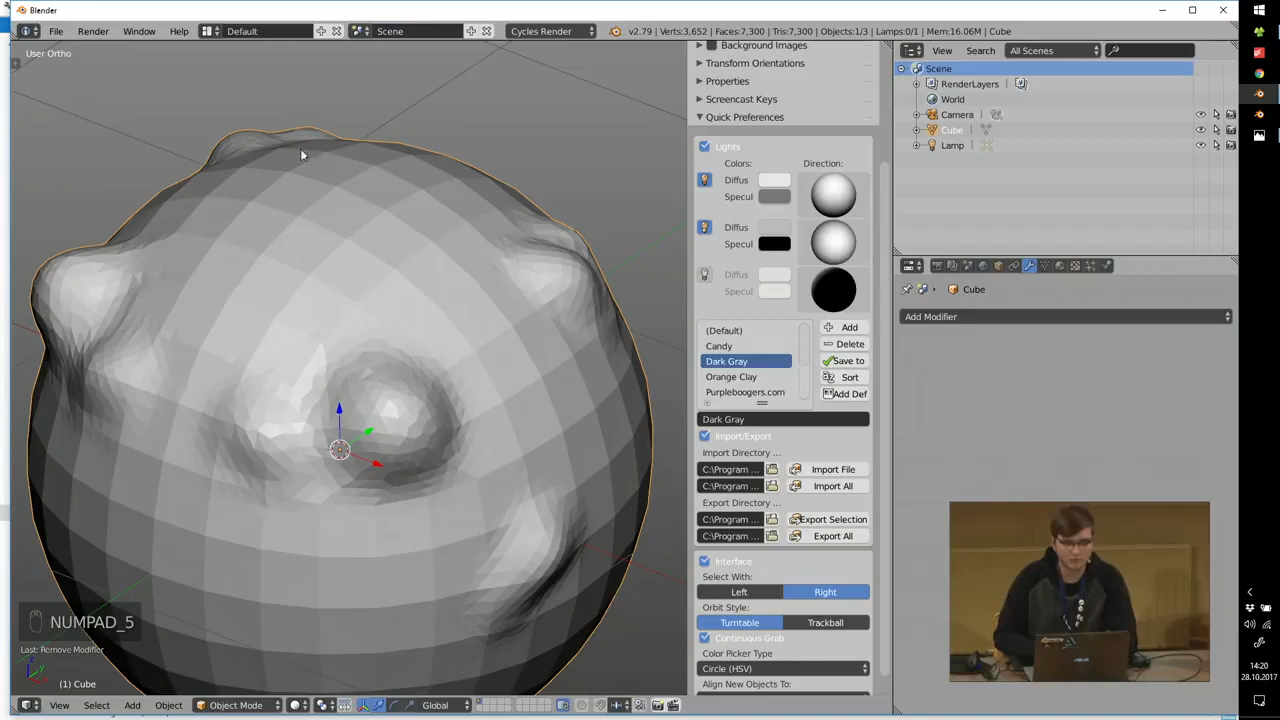 Blender
File Render Window Help Default Scene Cycles Render v2.79 | Verts:3,652 | Faces:7,300 | Tris:7,300 | Objects:1/3 | Lamps:0/1 | Mem:16.06M | Cube
User Ortho
Background Images
Transform Orientations
Properties
Screencast Keys
Quick Preferences
Lights
Colors: Direction:
Diffus
Specul
Diffus
Specul
Diffus
Specul
(Default)
Candy
Dark Gray
Orange Clay
Purpleboogers.com
Add
Delete
Save to
Sort
Add Def
Dark Gray
Import/Export
Import Directory ...
C:\Program ... Import File
C:\Program ... Import All
Export Directory ...
C:\Program ... Export Selection
C:\Program ... Export All
Interface
Select With:
Left Right
Orbit Style:
Turntable Trackball
Continuous Grab
Color Picker Type
Circle (HSV)
Align New Objects To:
View Search All Scenes
Scene
RenderLayers
World
Camera
Cube
Lamp
Cube
Add Modifier
NUMPAD_5
Last: Remove Modifier
z
y
x
(1) Cube
View Select Add Object Object Mode Global
14:20
28.10.2017